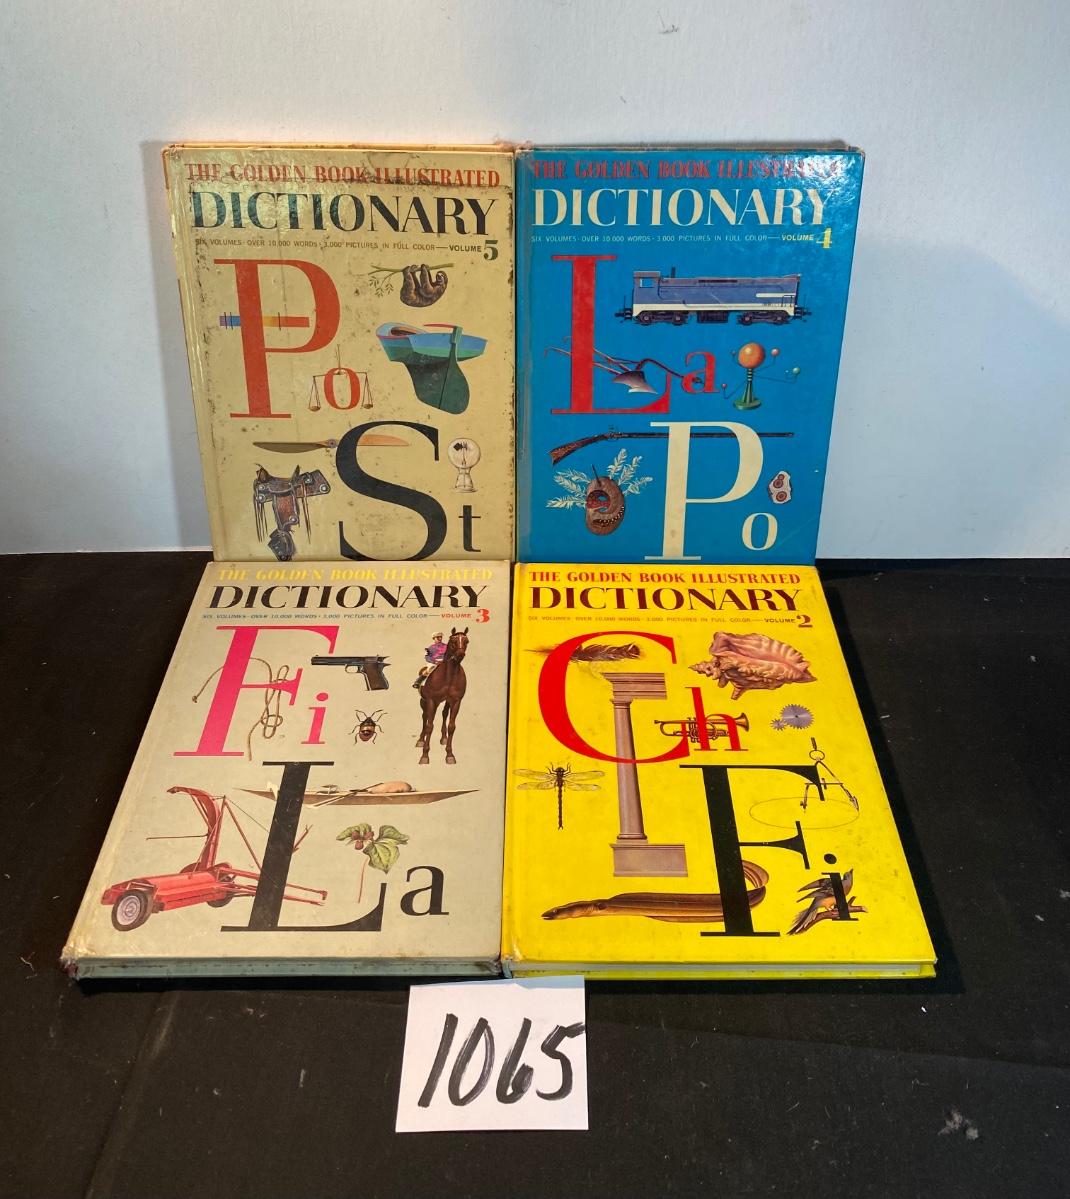 THE GOLDEN BOOK ILLUSTRATED
DICTIONARY
SIX VOLUMES · OVER 10,000 WORDS · 3,000 PICTURES IN FULL COLOR — VOLUME 5
Po
St
THE GOLDEN BOOK ILLUSTRATED
DICTIONARY
SIX VOLUMES · OVER 10,000 WORDS · 3,000 PICTURES IN FULL COLOR — VOLUME 4
La
Po
THE GOLDEN BOOK ILLUSTRATED
DICTIONARY
SIX VOLUMES · OVER 10,000 WORDS · 3,000 PICTURES IN FULL COLOR — VOLUME 3
Fi
La
THE GOLDEN BOOK ILLUSTRATED
DICTIONARY
SIX VOLUMES · OVER 10,000 WORDS · 3,000 PICTURES IN FULL COLOR — VOLUME 2
Ch
Fi
1065